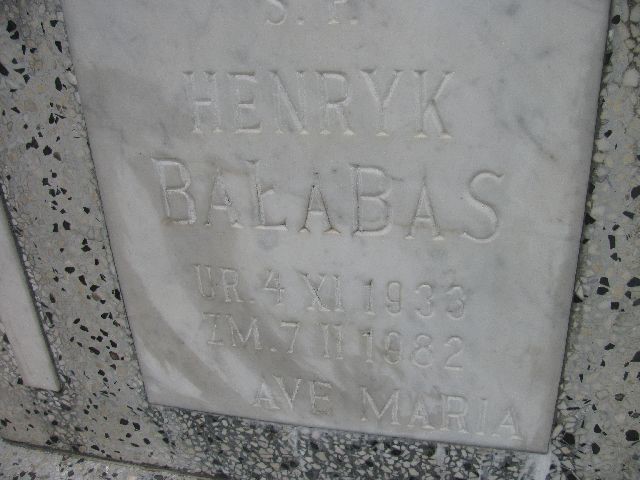 Ś. P.
HENRYK
BAŁABAS
UR. 4 XI 1933
ZM. 7 II 1982
AVE MARIA